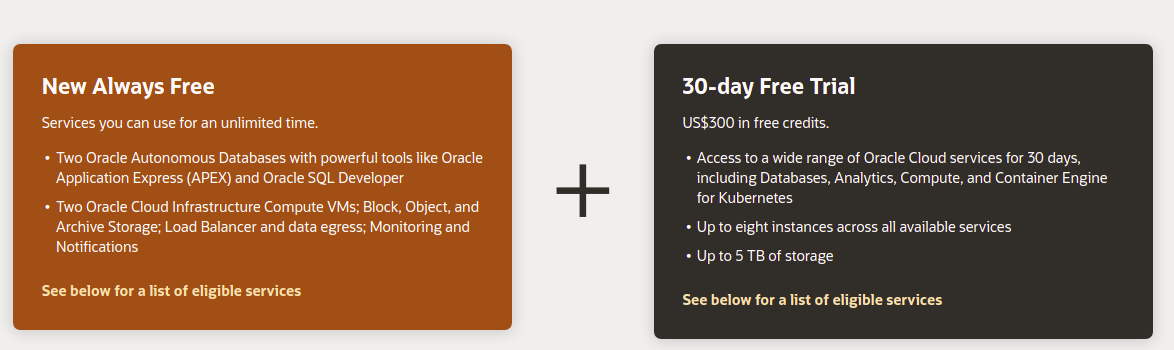 New Always Free
Services you can use for an unlimited time.
• Two Oracle Autonomous Databases with powerful tools like Oracle
Application Express (APEX) and Oracle SQL Developer
• Two Oracle Cloud Infrastructure Compute VMs; Block, Object, and
Archive Storage; Load Balancer and data egress; Monitoring and
Notifications
See below for a list of eligible services
+
30-day Free Trial
US$300 in free credits.
• Access to a wide range of Oracle Cloud services for 30 days,
including Databases, Analytics, Compute, and Container Engine
for Kubernetes
• Up to eight instances across all available services
• Up to 5 TB of storage
See below for a list of eligible services